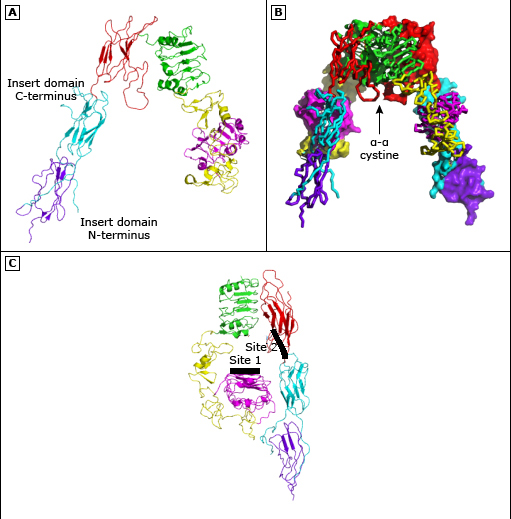 A
Insert domain
C-terminus
Insert domain
N-terminus
B
α-α
cystine
C
Site 2
Site 1